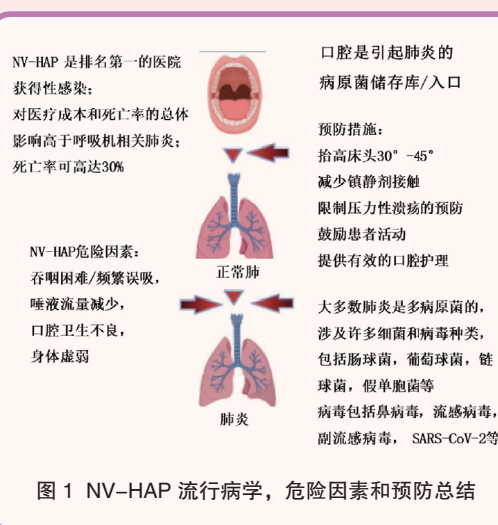 NV-HAP 是排名第一的医院
获得性感染；
对医疗成本和死亡率的总体
影响高于呼吸机相关肺炎；
死亡率可高达30%
口腔是引起肺炎的
病原菌储存库/入口
预防措施：
抬高床头30°-45°
减少镇静剂接触
限制压力性溃疡的预防
鼓励患者活动
提供有效的口腔护理
NV-HAP危险因素：
吞咽困难/频繁误吸，
唾液流量减少，
口腔卫生不良，
身体虚弱
正常肺
大多数肺炎是多病原菌的，
涉及许多细菌和病毒种类，
包括肠球菌，葡萄球菌，链
球菌，假单胞菌等
病毒包括鼻病毒，流感病毒，
副流感病毒， SARS-CoV-2等
肺炎
图 1 NV-HAP 流行病学，危险因素和预防总结